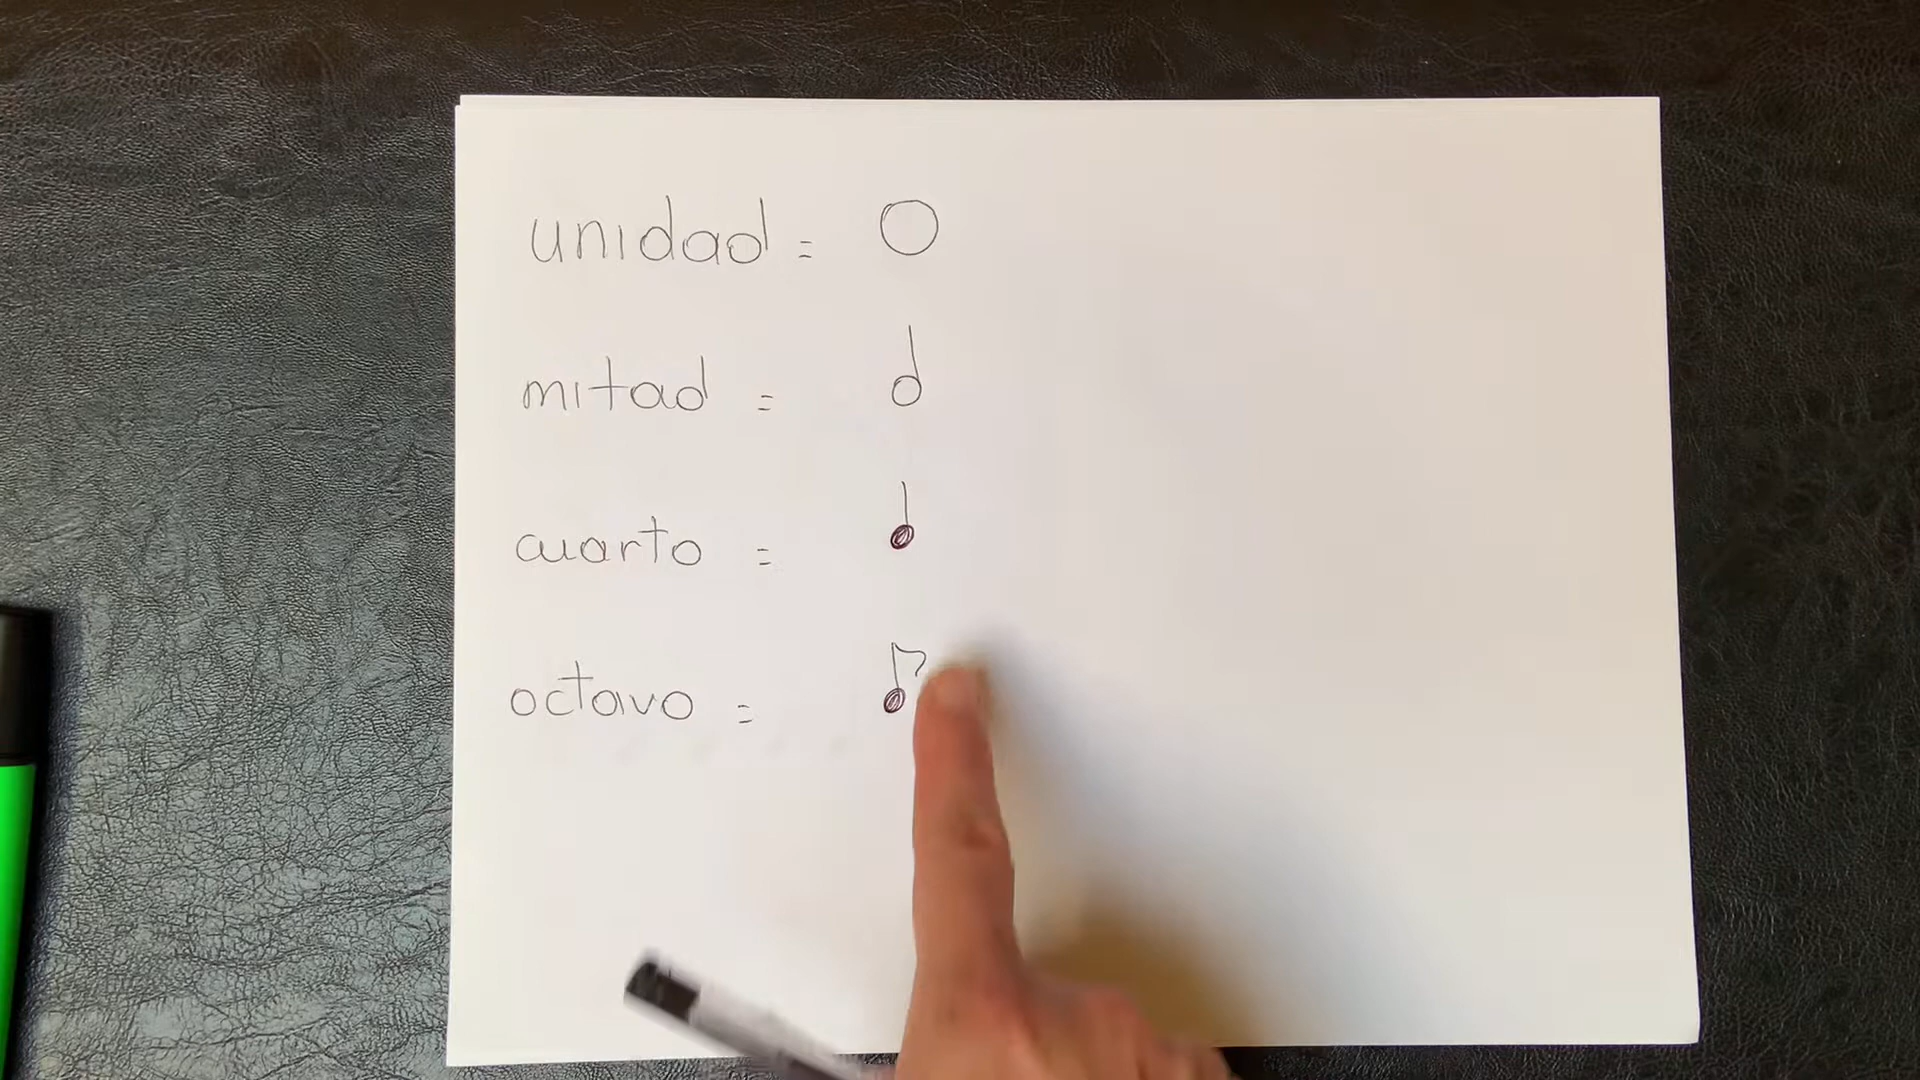 unidad =
mitad =
cuarto =
octavo =